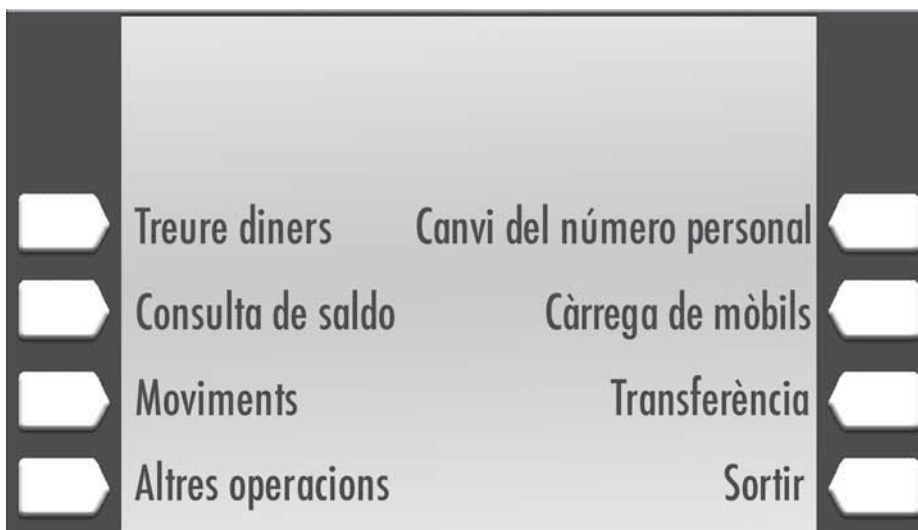 Treure diners
Canvi del número personal
Consulta de saldo
Càrrega de mòbils
Moviments
Transferència
Altres operacions
Sortir